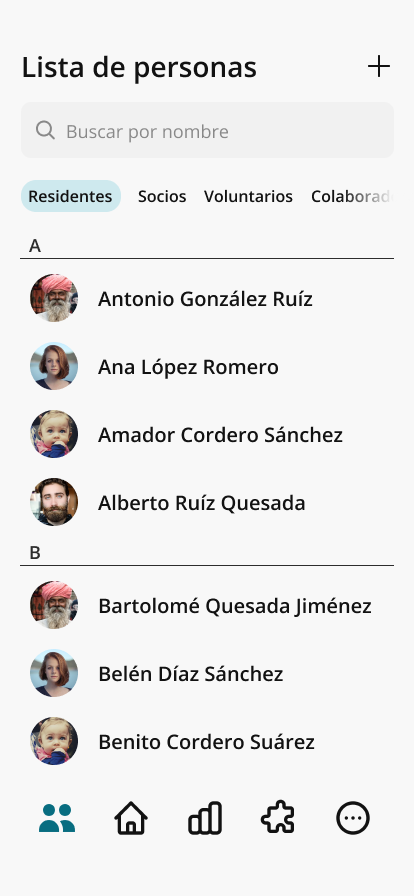 Lista de personas
Buscar por nombre
Residentes Socios Voluntarios Colaborad
A
Antonio González Ruíz
Ana López Romero
Amador Cordero Sánchez
Alberto Ruíz Quesada
B
Bartolomé Quesada Jiménez
Belén Díaz Sánchez
Benito Cordero Suárez